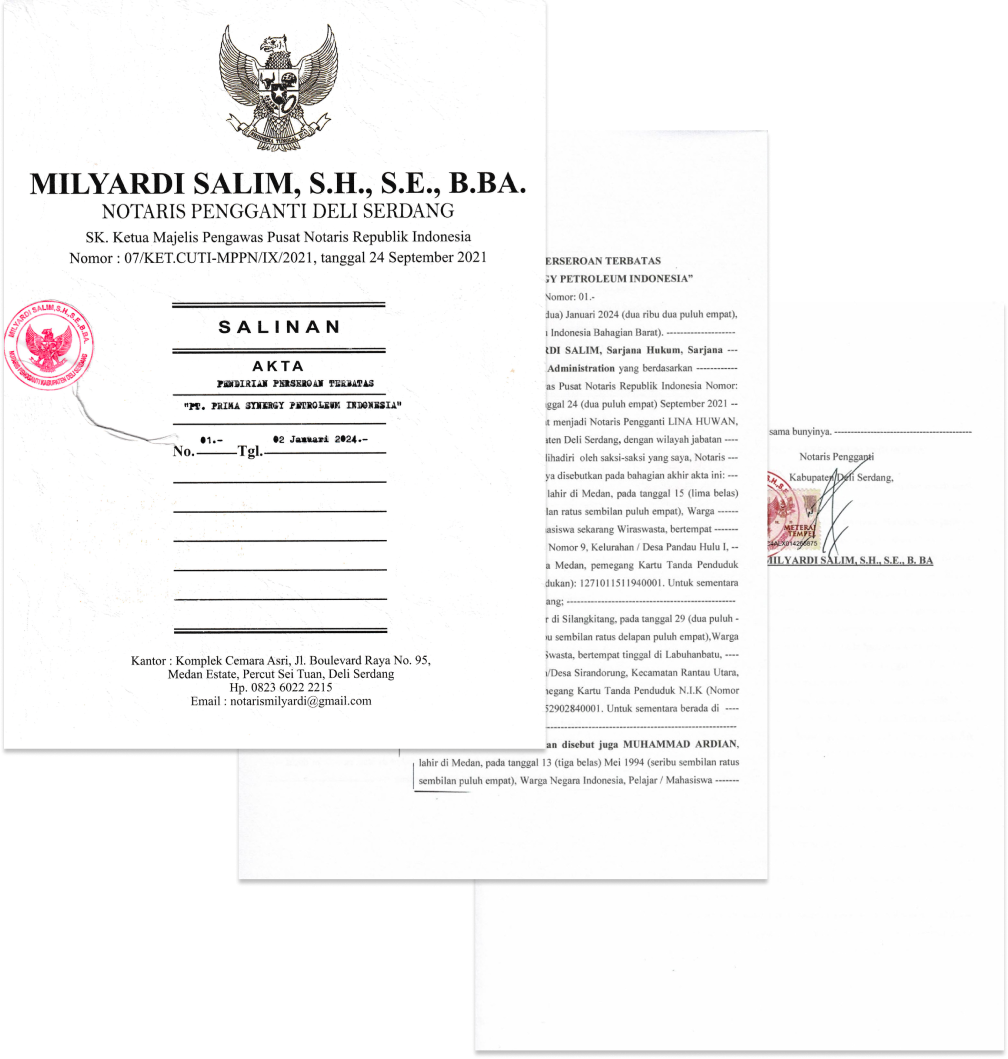 MILYARDI SALIM, S.H., S.E., B.BA.
NOTARIS PENGGANTI DELI SERDANG
SK. Ketua Majelis Pengawas Pusat Notaris Republik Indonesia
Nomor : 07/KET.CUTI-MPPN/IX/2021, tanggal 24 September 2021
MILYARDI SALIM,S.H.,S.E.,B.BA.
NOTARIS PENGGANTI KABUPATEN DELI SERDANG
SALINAN
AKTA
PENDIRIAN PERSEROAN TERBATAS
"PT. PRIMA SYNERGY PETROLEUM INDONESIA"
No. 01.- Tgl. 02 Januari 2024.-
Kantor : Komplek Cemara Asri, Jl. Boulevard Raya No. 95,
Medan Estate, Percut Sei Tuan, Deli Serdang
Hp. 0823 6022 2215
Email : notarismilyardi@gmail.com
ERSEROAN TERBATAS
Y PETROLEUM INDONESIA”
Nomor: 01.-
dua) Januari 2024 (dua ribu dua puluh empat),
Indonesia Bahagian Barat). --------------------
DI SALIM, Sarjana Hukum, Sarjana ---
Administration yang berdasarkan ------------
as Pusat Notaris Republik Indonesia Nomor:
ggal 24 (dua puluh empat) September 2021 --
t menjadi Notaris Pengganti LINA HUWAN,
ten Deli Serdang, dengan wilayah jabatan ----
dihadiri oleh saksi-saksi yang saya, Notaris ---
ya disebutkan pada bahagian akhir akta ini: ---
lahir di Medan, pada tanggal 15 (lima belas)
an ratus sembilan puluh empat), Warga ------
asiswa sekarang Wiraswasta, bertempat -------
Nomor 9, Kelurahan / Desa Pandau Hulu I, --
a Medan, pemegang Kartu Tanda Penduduk
dukan): 1271011511940001. Untuk sementara
ang; ------------------------------------------------
r di Silangkitang, pada tanggal 29 (dua puluh -
u sembilan ratus delapan puluh empat),Warga
Swasta, bertempat tinggal di Labuhanbatu, ----
/Desa Sirandorung, Kecamatan Rantau Utara,
negang Kartu Tanda Penduduk N.I.K (Nomor
52902840001. Untuk sementara berada di ----
an disebut juga MUHAMMAD ARDIAN,
lahir di Medan, pada tanggal 13 (tiga belas) Mei 1994 (seribu sembilan ratus
sembilan puluh empat), Warga Negara Indonesia, Pelajar / Mahasiswa -------
sama bunyinya. ----------------------------------------
Notaris Pengganti
Kabupaten Deli Serdang,
METERAI
TEMPEL
MILYARDI SALIM, S.H., S.E., B. BA